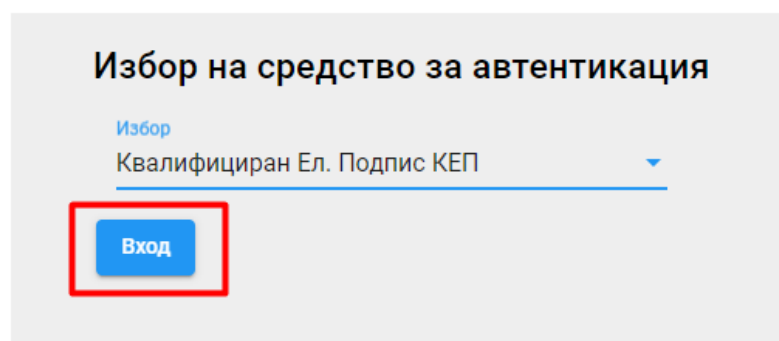 Избор на средство за автентикация
Избор
Квалифициран Ел. Подпис КЕП
Вход